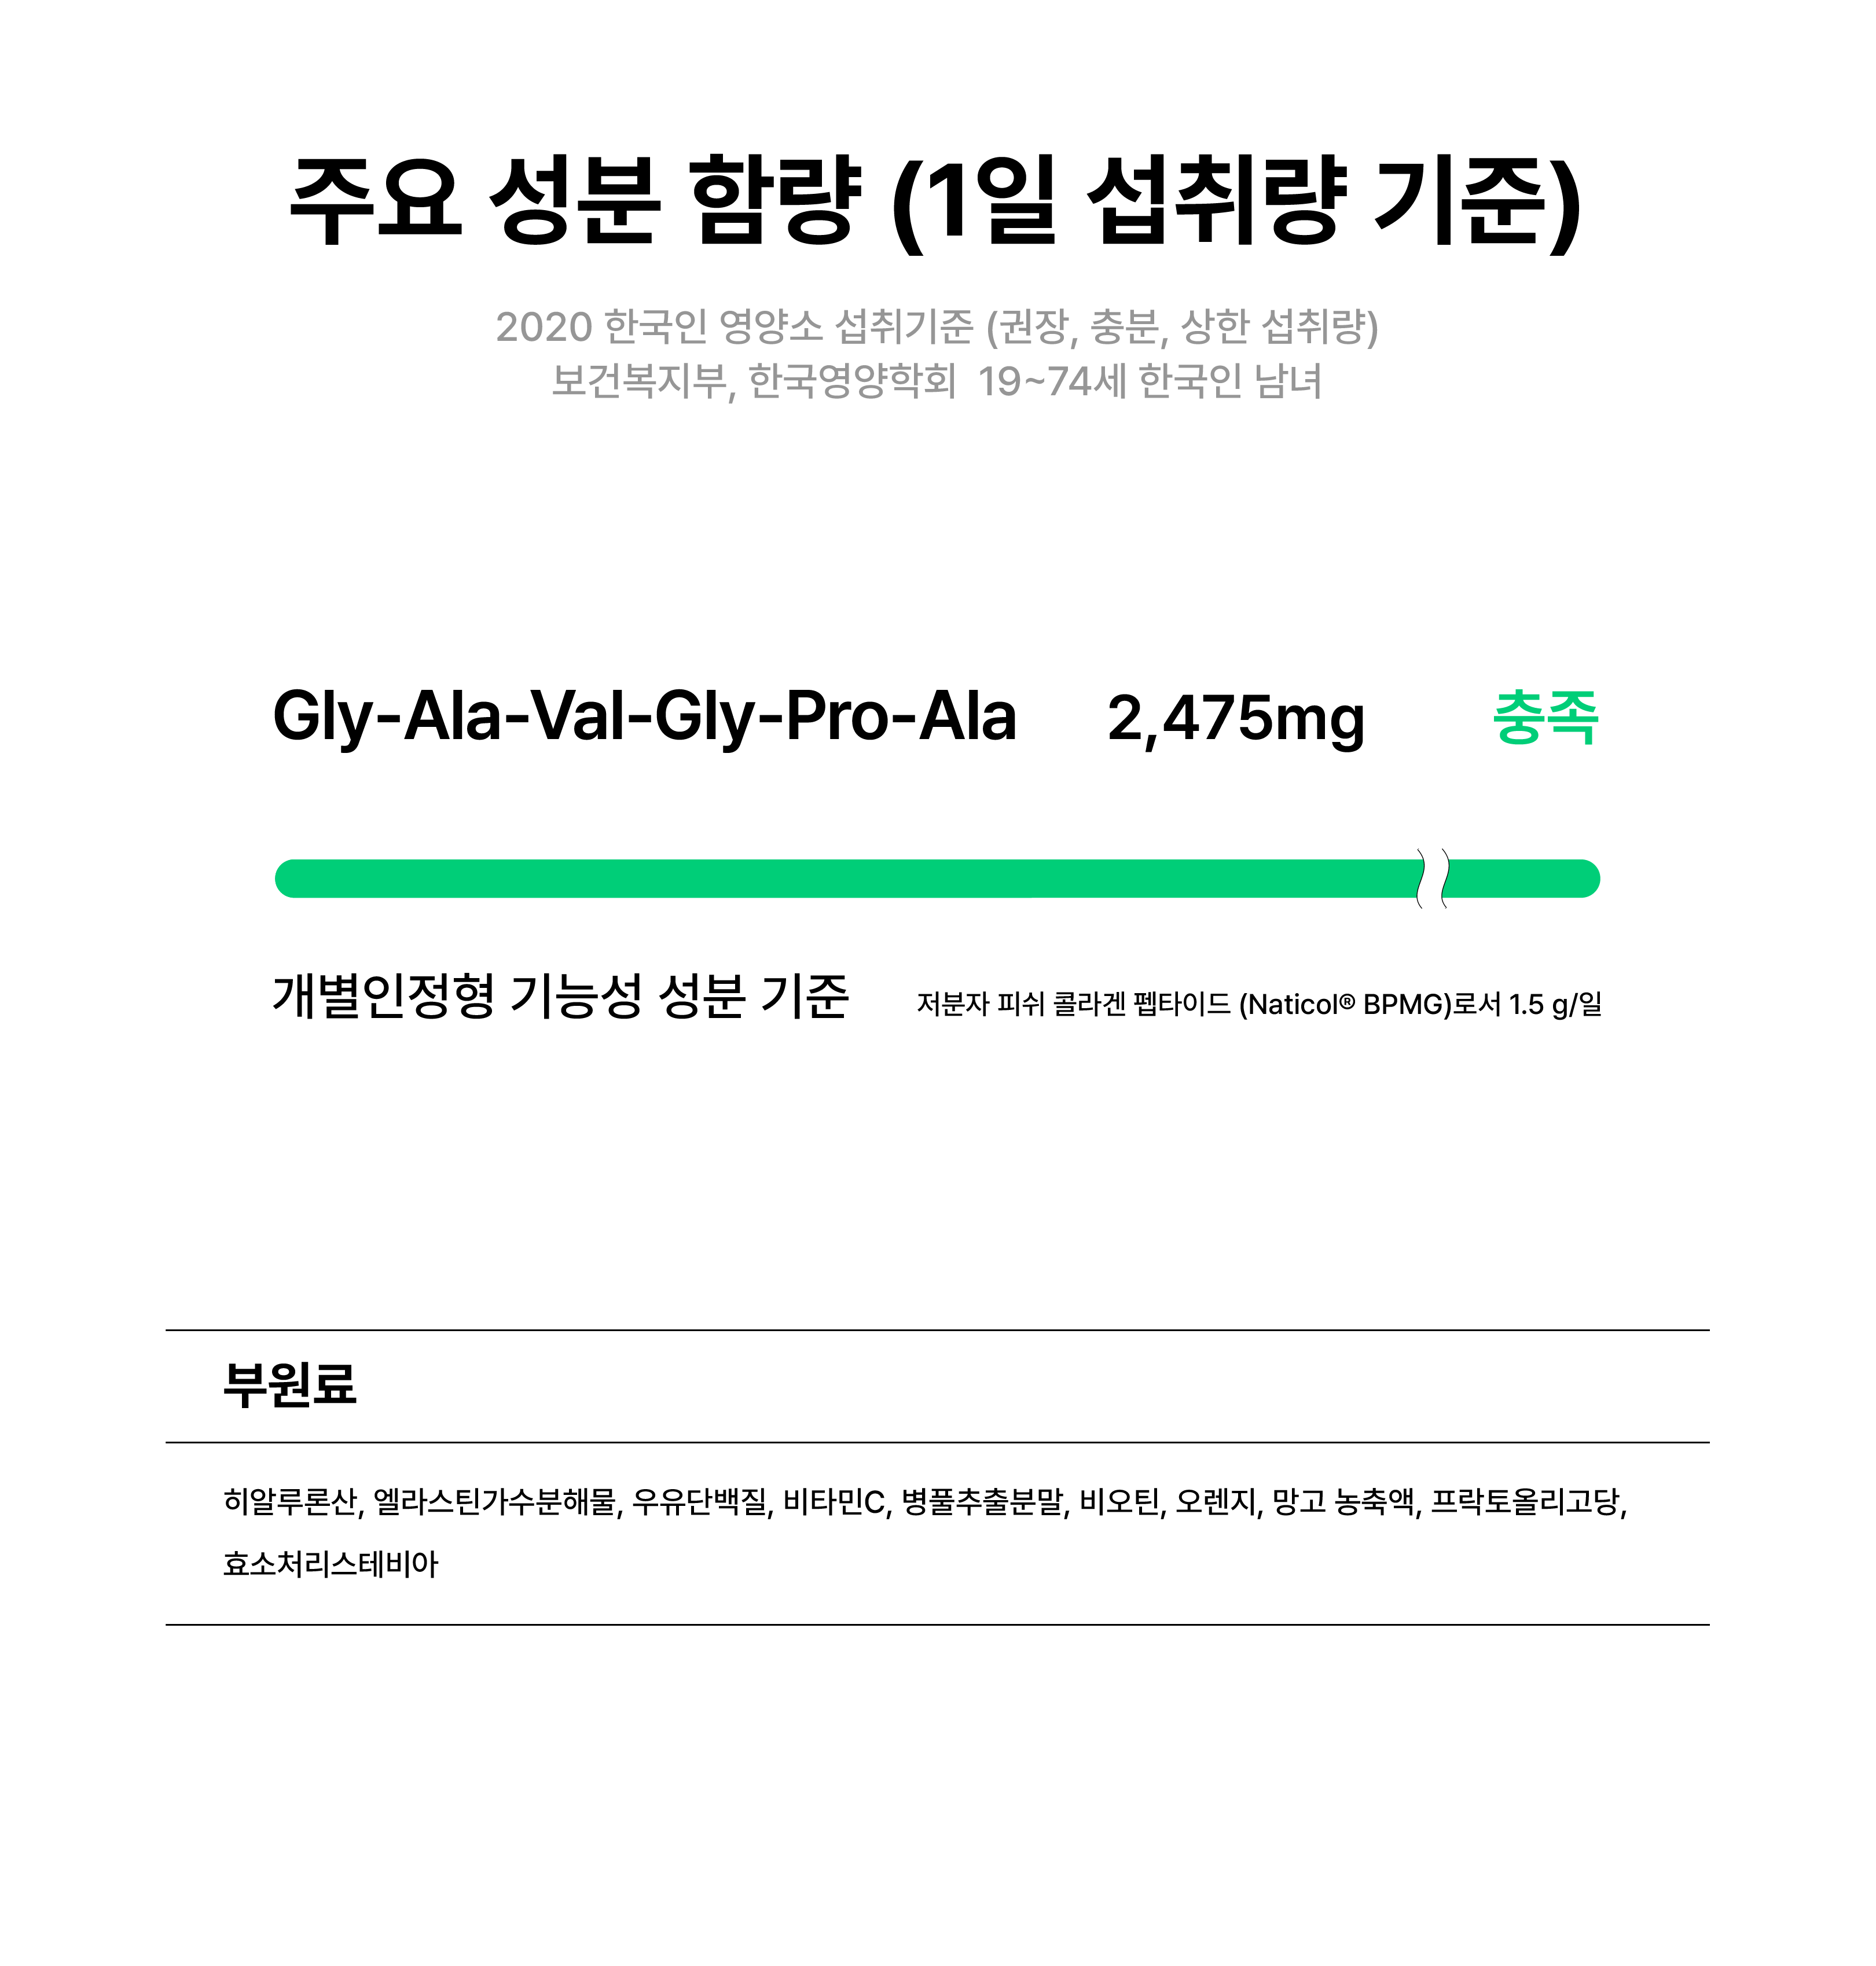 주요 성분 함량 (1일 섭취량 기준)
2020 한국인 영양소 섭취기준 (권장, 충분, 상한 섭취량)
보건복지부, 한국영양학회 19~74세 한국인 남녀
Gly-Ala-Val-Gly-Pro-Ala 2,475mg 충족
개별인정형 기능성 성분 기준 저분자 피쉬 콜라겐 펩타이드 (Naticol® BPMG)로서 1.5 g/일
부원료
히알루론산, 엘라스틴가수분해물, 우유단백질, 비타민C, 병풀추출분말, 비오틴, 오렌지, 망고 농축액, 프락토올리고당,
효소처리스테비아